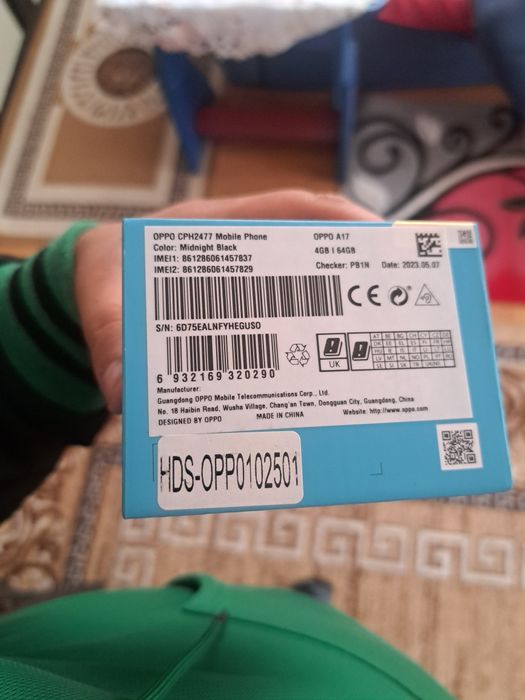 OPPO CPH2477 Mobile Phone OPPO A17
Color: Midnight Black 4GB | 64GB
IMEI1: 861286061457837
IMEI2: 861286061457829 Checker: PB1N Date: 2023.05.07
CE
S/N: 6D75EALNFYHEGUSO
UK
6 932169 320290
Manufacturer:
Guangdong OPPO Mobile Telecommunications Corp., Ltd.
No. 18 Haibin Road, Wusha Village, Chang'an Town, Dongguan City, Guangdong, China
DESIGNED BY OPPO MADE IN CHINA Website: http://www.oppo.com
HDS-OPP0102501